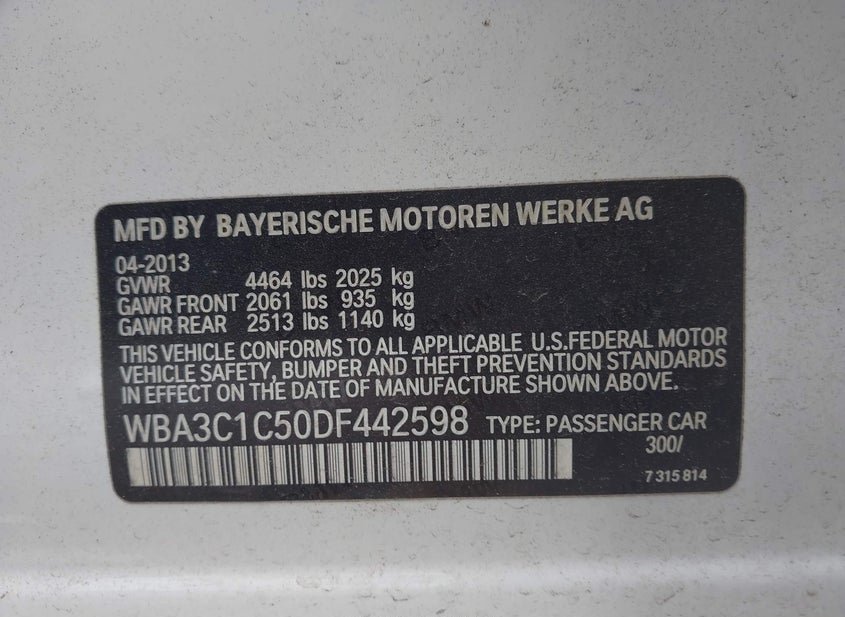 MFD BY BAYERISCHE MOTOREN WERKE AG
04-2013
GVWR 4464 lbs 2025 kg
GAWR FRONT 2061 lbs 935 kg
GAWR REAR 2513 lbs 1140 kg
THIS VEHICLE CONFORMS TO ALL APPLICABLE U.S.FEDERAL MOTOR
VEHICLE SAFETY, BUMPER AND THEFT PREVENTION STANDARDS
IN EFFECT ON THE DATE OF MANUFACTURE SHOWN ABOVE.
WBA3C1C50DF442598 TYPE: PASSENGER CAR
300/
7 315 814